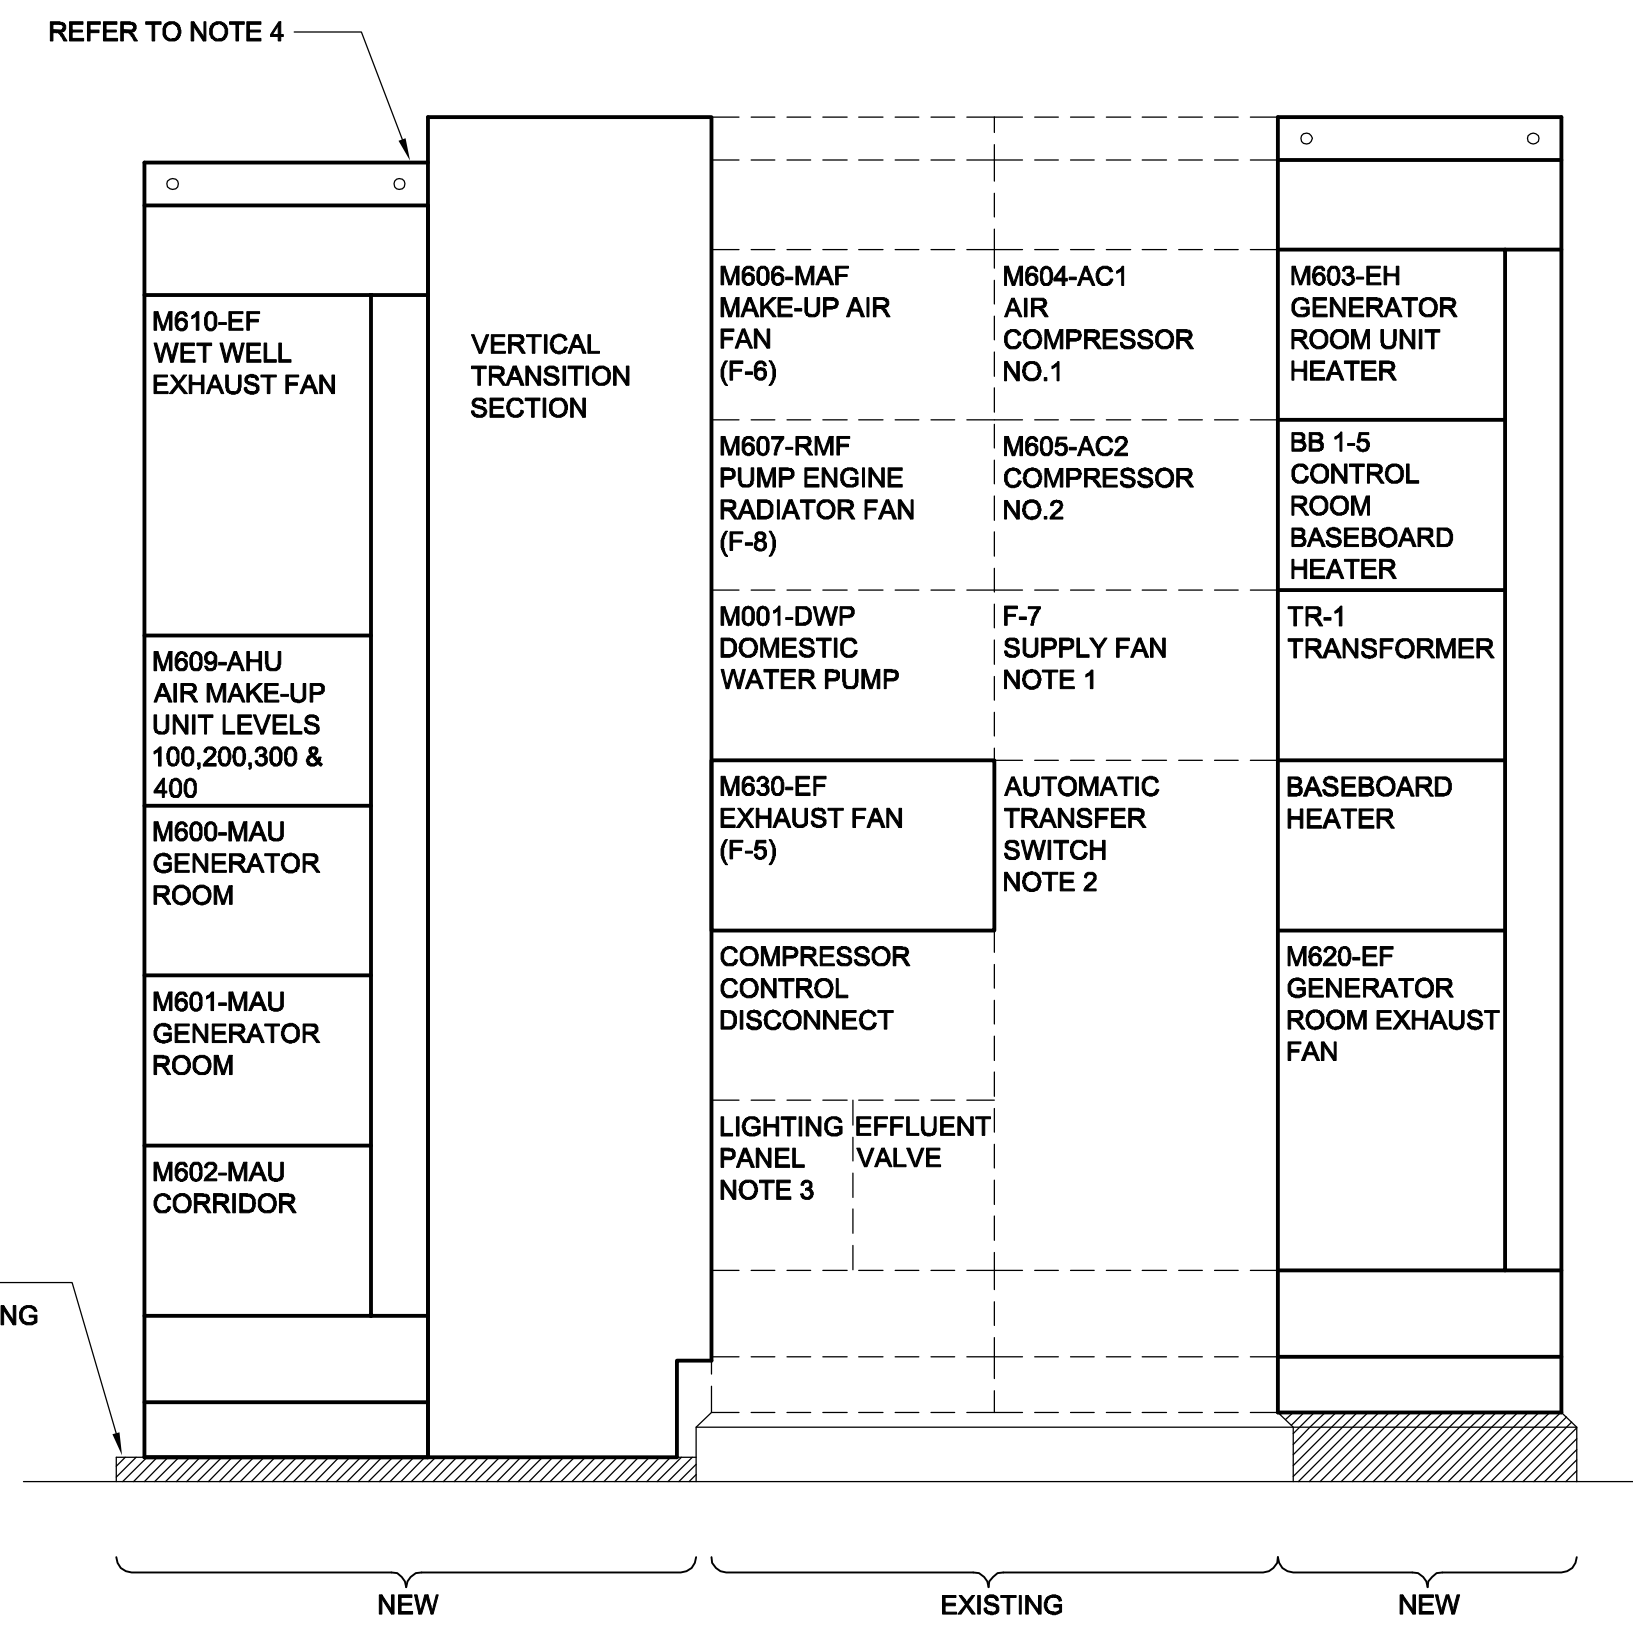 REFER TO NOTE 4
M610-EF
WET WELL
EXHAUST FAN
M609-AHU
AIR MAKE-UP
UNIT LEVELS
100,200,300 &
400
M600-MAU
GENERATOR
ROOM
M601-MAU
GENERATOR
ROOM
M602-MAU
CORRIDOR
NG
VERTICAL
TRANSITION
SECTION
M606-MAF
MAKE-UP AIR
FAN
(F-6)
M607-RMF
PUMP ENGINE
RADIATOR FAN
(F-8)
M001-DWP
DOMESTIC
WATER PUMP
M630-EF
EXHAUST FAN
(F-5)
COMPRESSOR
CONTROL
DISCONNECT
LIGHTING
PANEL
NOTE 3
EFFLUENT
VALVE
M604-AC1
AIR
COMPRESSOR
NO.1
M605-AC2
COMPRESSOR
NO.2
F-7
SUPPLY FAN
NOTE 1
AUTOMATIC
TRANSFER
SWITCH
NOTE 2
M603-EH
GENERATOR
ROOM UNIT
HEATER
BB 1-5
CONTROL
ROOM
BASEBOARD
HEATER
TR-1
TRANSFORMER
BASEBOARD
HEATER
M620-EF
GENERATOR
ROOM EXHAUST
FAN
NEW
EXISTING
NEW